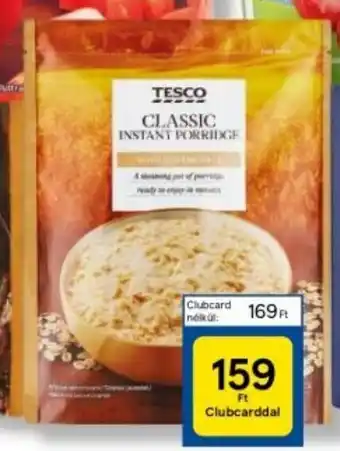 TESCO
CLASSIC
INSTANT PORRIDGE
A steaming pot of porridge
ready to enjoy in minutes
Clubcard
nélkül:
169 Ft
159
Ft
Clubcarddal